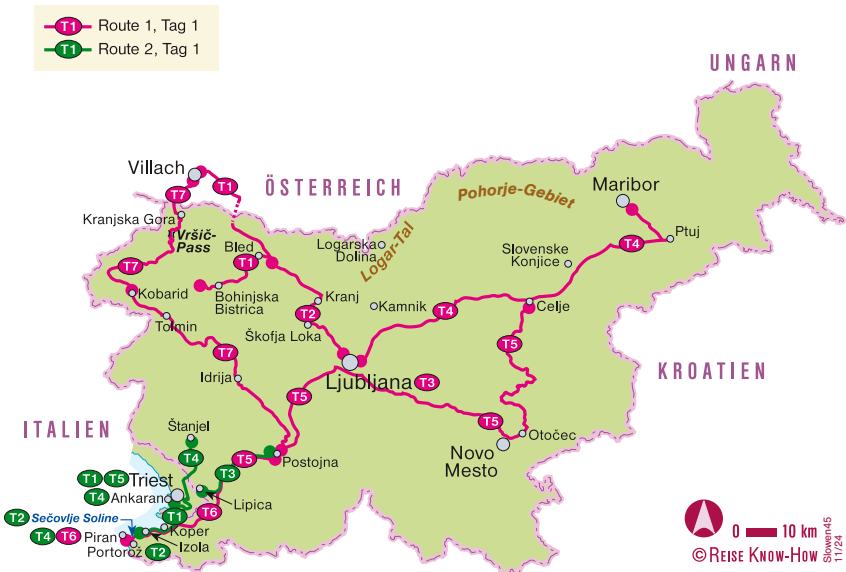 T1 Route 1, Tag 1
T1 Route 2, Tag 1
UNGARN
Villach
T7
T1
ÖSTERREICH
Pohorje-Gebiet
Maribor
Kranjska Gora
Vršič-
Pass
Bled
T1
Logarska
Dolina
Logar-Tal
Slovenske
Konjice
T4
Ptuj
T7
Kobarid
Bohinjska
Bistrica
Kranj
T2
Kamnik
T4
Celje
Tolmin
Škofja Loka
T7
T5
Idrija
Ljubljana
T3
KROATIEN
T5
T5
Otočec
ITALIEN
Štanjel
T4
T5
Postojna
Novo
Mesto
T1 T5
Triest
T3
T4
Ankaran
Lipica
T2 Sečovlje Soline
T1
T6
Koper
T4 T6 Piran
Izola
Portorož
T2
0 10 km
© REISE KNOW-HOW
Slowen45
11/24